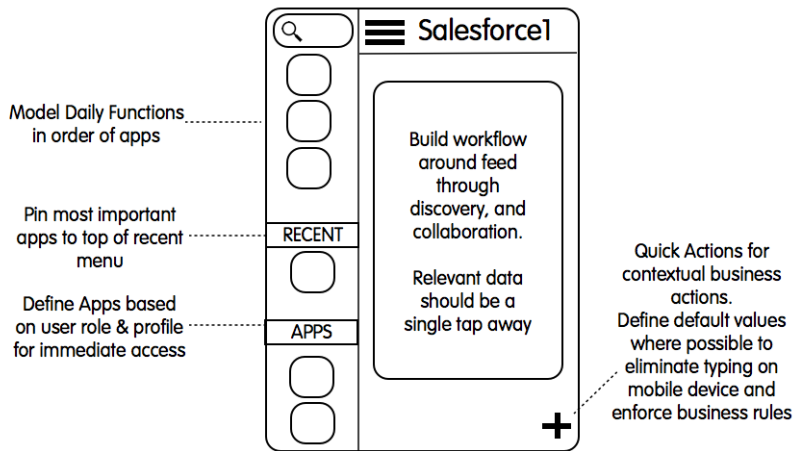 Salesforce1
Model Daily Functions
in order of apps
Build workflow
around feed
through
discovery, and
collaboration.
Relevant data
should be a
single tap away
Pin most important
apps to top of recent
menu
RECENT
Define Apps based
on user role & profile
for immediate access
APPS
Quick Actions for
contextual business
actions.
Define default values
where possible to
eliminate typing on
mobile device and
enforce business rules